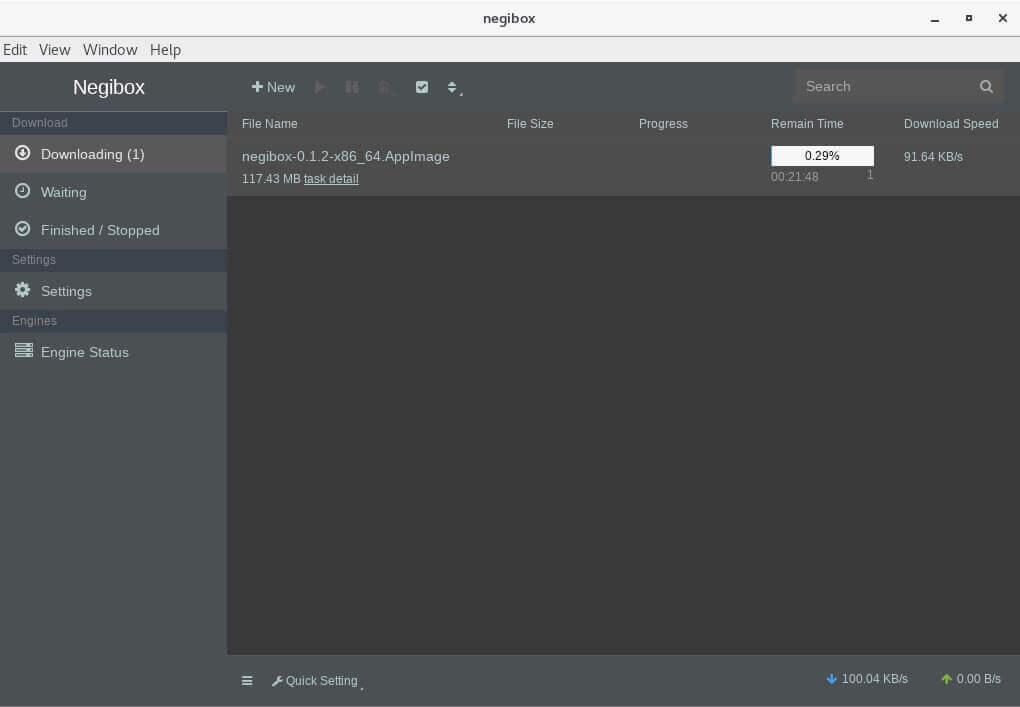 negibox
Edit View Window Help
Negibox
New
Search
Download
File Name File Size Progress Remain Time Download Speed
Downloading (1)
negibox-0.1.2-x86_64.AppImage 0.29% 91.64 KB/s
117.43 MB task detail 00:21:48 1
Waiting
Finished / Stopped
Settings
Settings
Engines
Engine Status
Quick Setting 100.04 KB/s 0.00 B/s